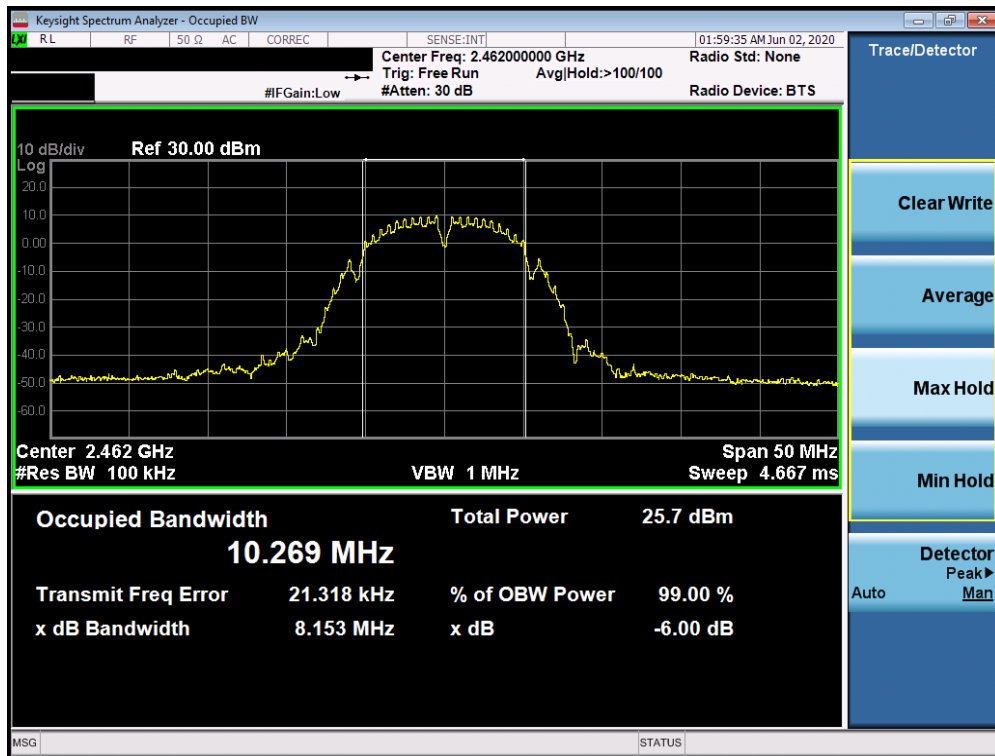 Keysight Spectrum Analyzer - Occupied BW
LXI RL RF 50 Ω AC CORREC SENSE:INT 01:59:35 AM Jun 02, 2020
Center Freq: 2.462000000 GHz Radio Std: None
Trig: Free Run Avg|Hold:>100/100
#IFGain:Low #Atten: 30 dB Radio Device: BTS
10 dB/div Ref 30.00 dBm
Log
20.0
10.0
0.00
-10.0
-20.0
-30.0
-40.0
-50.0
-60.0
Center 2.462 GHz Span 50 MHz
#Res BW 100 kHz VBW 1 MHz Sweep 4.667 ms
Occupied Bandwidth Total Power 25.7 dBm
10.269 MHz
Transmit Freq Error 21.318 kHz % of OBW Power 99.00 %
x dB Bandwidth 8.153 MHz x dB -6.00 dB
MSG STATUS
Trace/Detector
Clear Write
Average
Max Hold
Min Hold
Detector
Peak▶
Auto Man